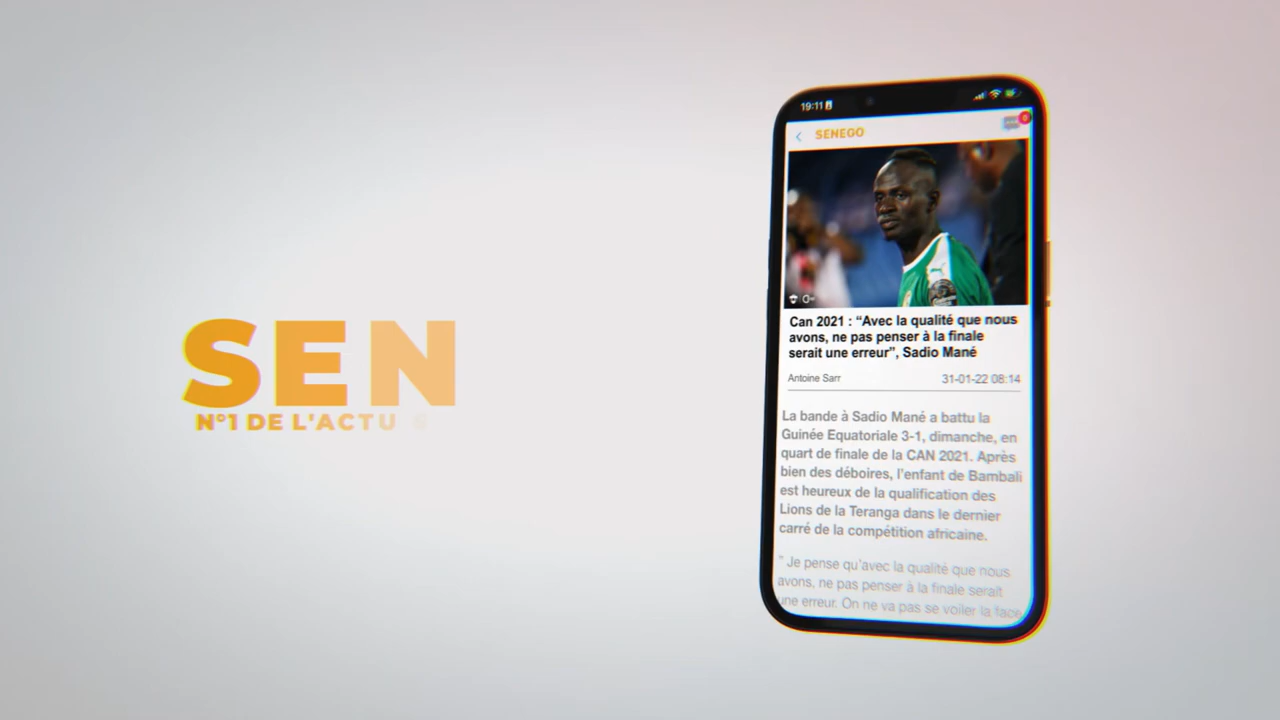 SEN
N°1 DE L'ACTU
19:11
SENEGO
0
Can 2021 : “Avec la qualité que nous
avons, ne pas penser à la finale
serait une erreur”, Sadio Mané
Antoine Sarr 31-01-22 08:14
La bande à Sadio Mané a battu la
Guinée Equatoriale 3-1, dimanche, en
quart de finale de la CAN 2021. Après
bien des déboires, l'enfant de Bambali
est heureux de la qualification des
Lions de la Teranga dans le dernier
carré de la compétition africaine.
" Je pense qu'avec la qualité que nous
avons, ne pas penser à la finale serait
une erreur. On ne va pas se voiler la face